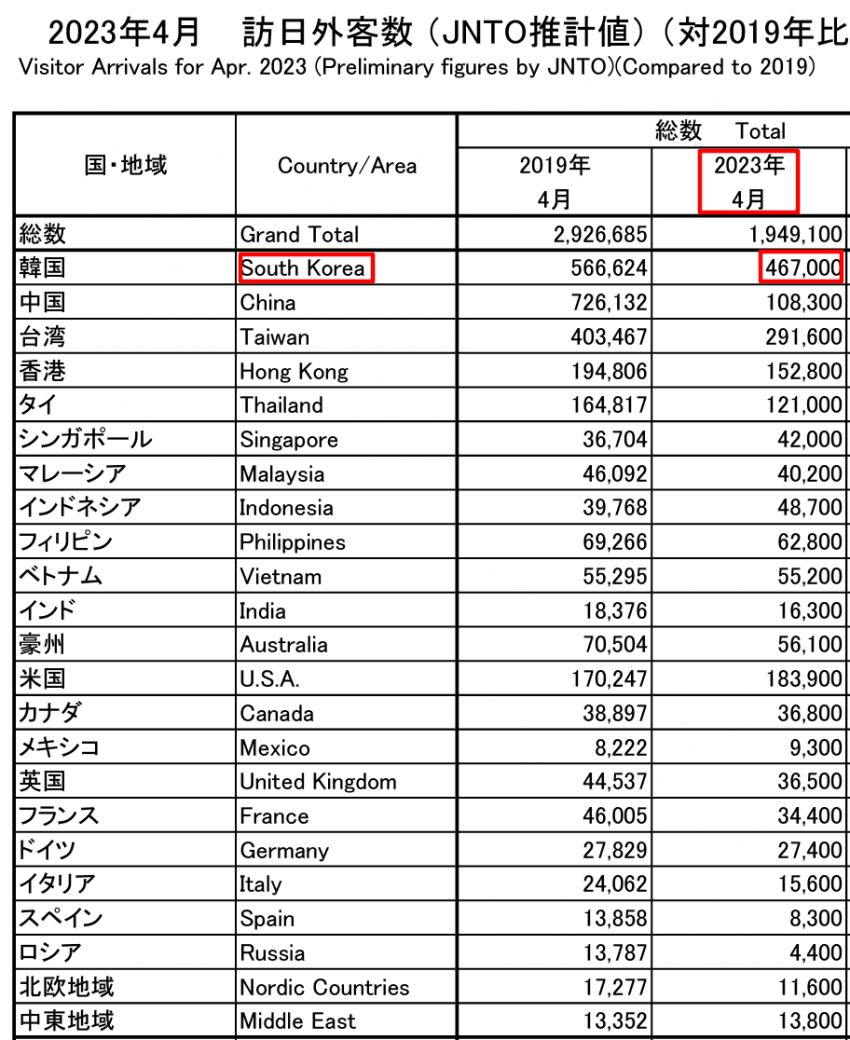 2023年4月 訪日外客数（JNTO推計値）（対2019年比
Visitor Arrivals for Apr. 2023 (Preliminary figures by JNTO)(Compared to 2019)
国・地域 Country/Area 総数 Total
2019年 2023年
4月 4月
総数 Grand Total 2,926,685 1,949,100
韓国 South Korea 566,624 467,000
中国 China 726,132 108,300
台湾 Taiwan 403,467 291,600
香港 Hong Kong 194,806 152,800
タイ Thailand 164,817 121,000
シンガポール Singapore 36,704 42,000
マレーシア Malaysia 46,092 40,200
インドネシア Indonesia 39,768 48,700
フィリピン Philippines 69,266 62,800
ベトナム Vietnam 55,295 55,200
インド India 18,376 16,300
豪州 Australia 70,504 56,100
米国 U.S.A. 170,247 183,900
カナダ Canada 38,897 36,800
メキシコ Mexico 8,222 9,300
英国 United Kingdom 44,537 36,500
フランス France 46,005 34,400
ドイツ Germany 27,829 27,400
イタリア Italy 24,062 15,600
スペイン Spain 13,858 8,300
ロシア Russia 13,787 4,400
北欧地域 Nordic Countries 17,277 11,600
中東地域 Middle East 13,352 13,800